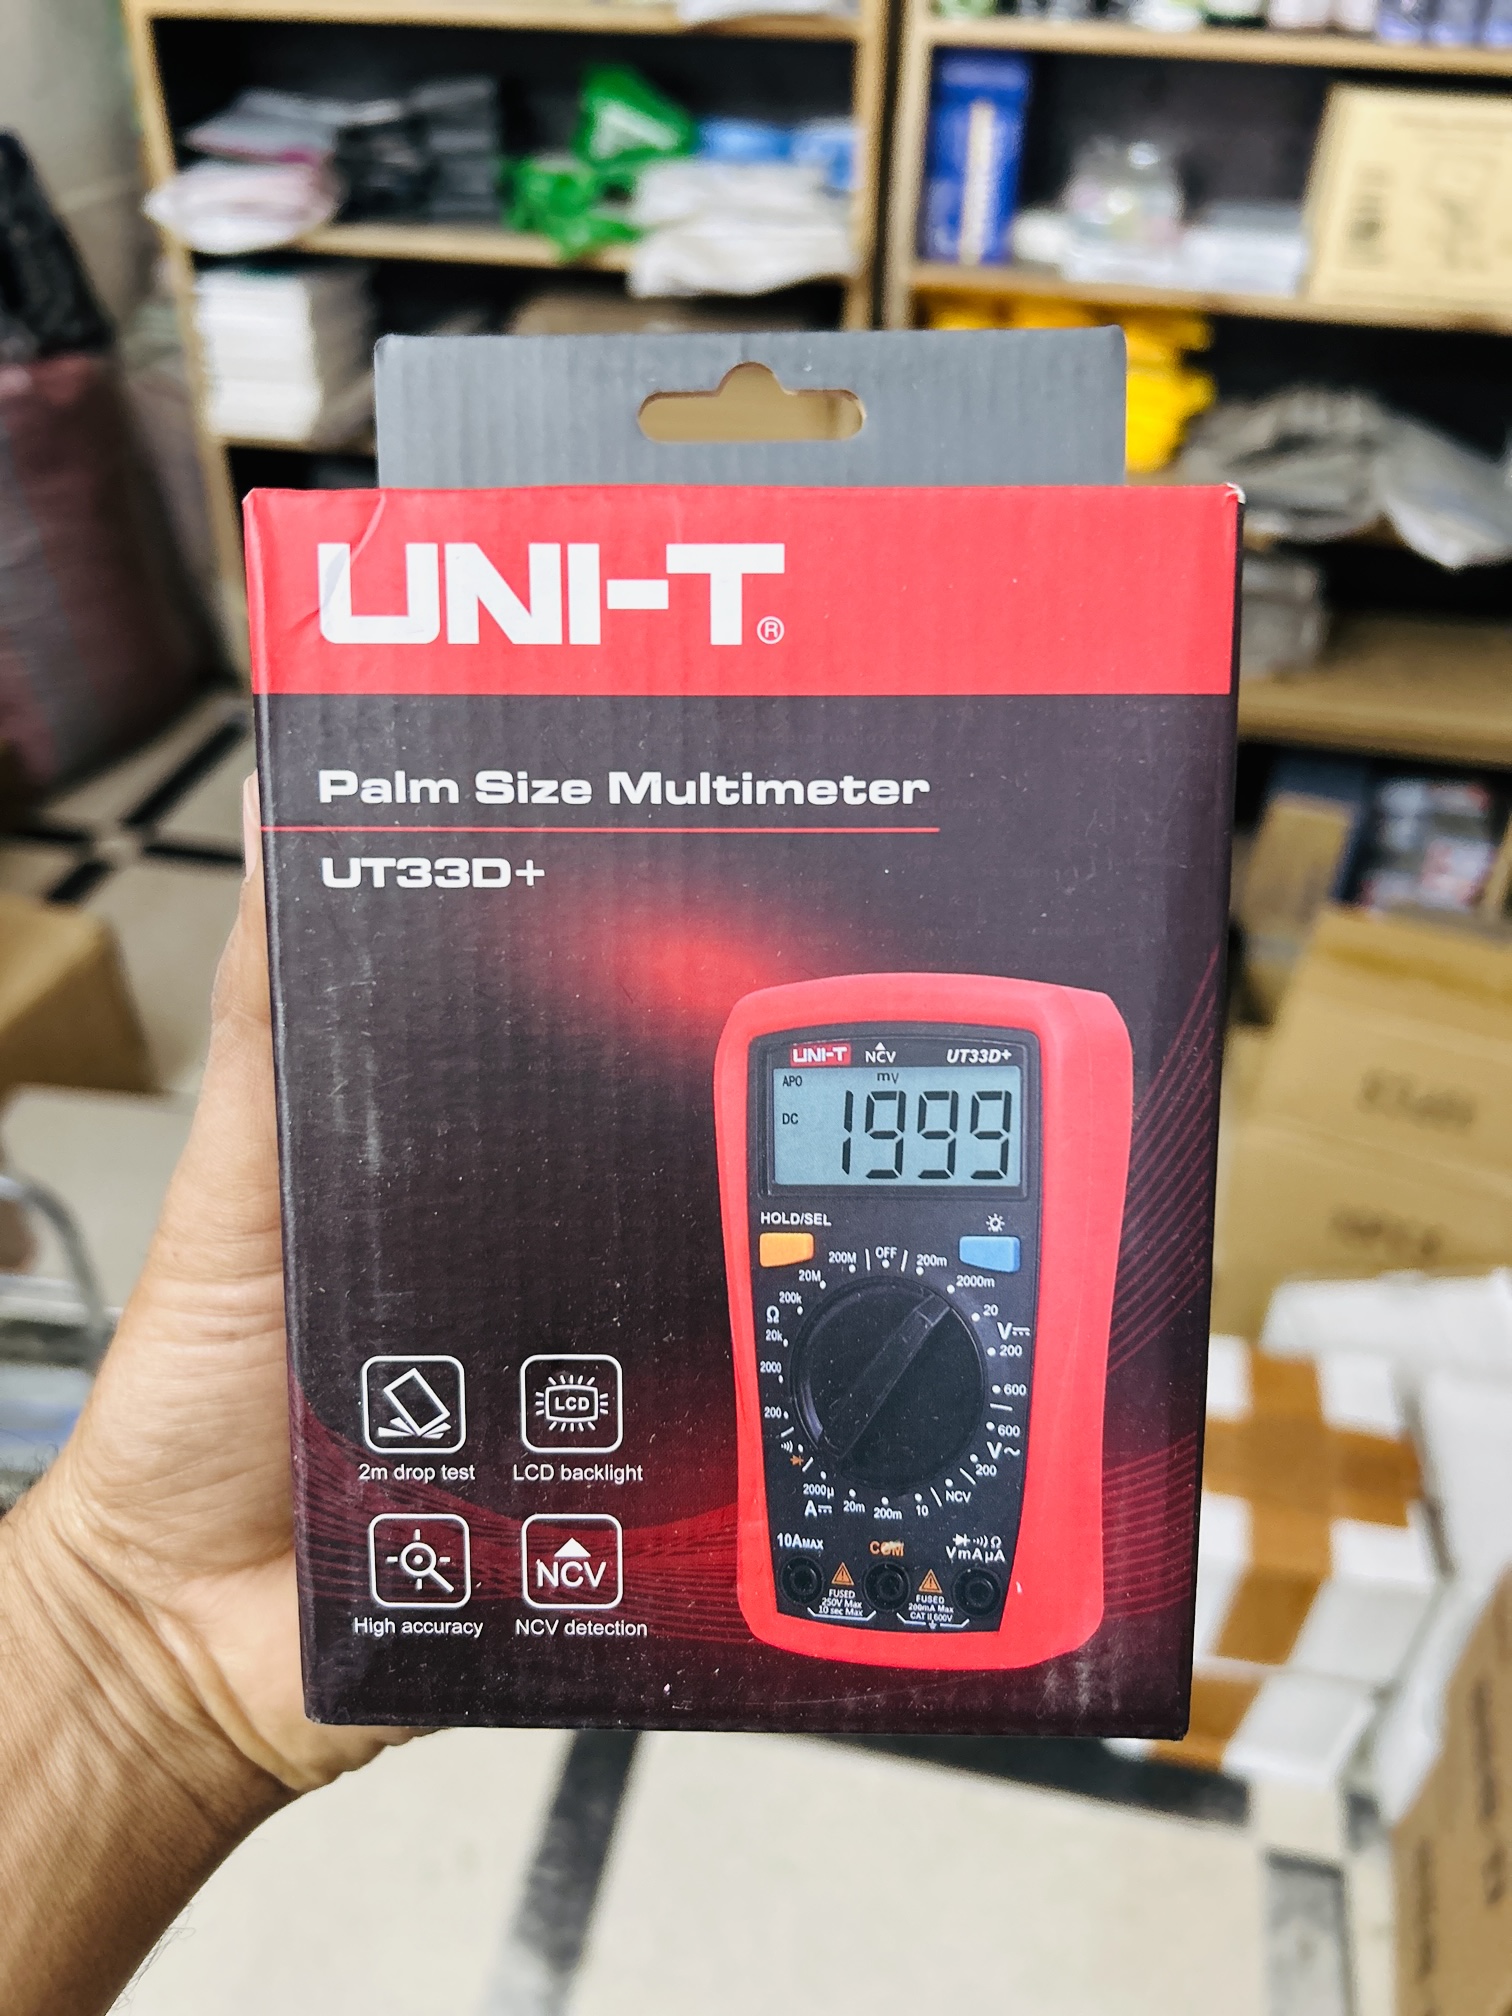 UNI-T®
Palm Size Multimeter
UT33D+
UNI-T NCV UT33D+
APO mV
DC 1999
HOLD/SEL
200M OFF 200m
20M 2000m
200k 20
Ω V⎓
20k 200
2000 600
200 600
V~
200
2000µ 20m 200m 10 NCV
A⎓
10AMAX COM Ω
VmAµA
FUSED
250V Max
10 sec Max
FUSED
200mA Max
CAT II 600V
LCD
2m drop test LCD backlight
NCV
High accuracy NCV detection